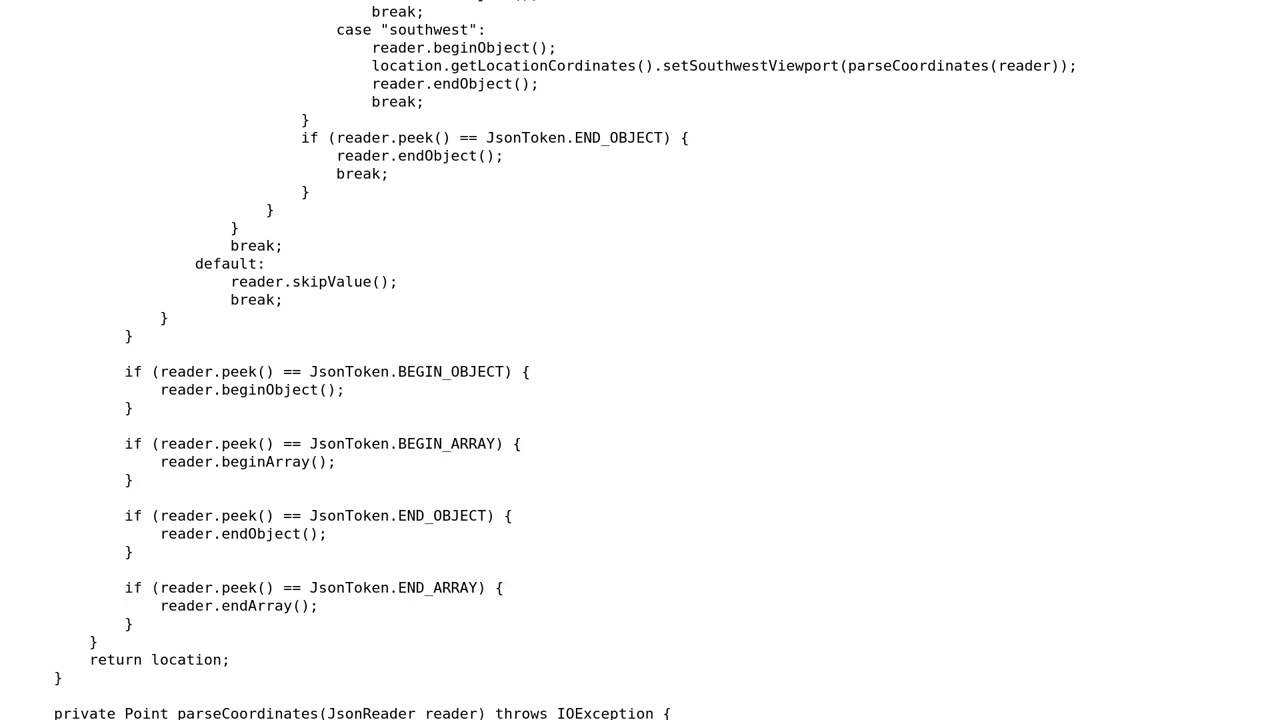 break;
case "southwest":
reader.beginObject();
location.getLocationCordinates().setSouthwestViewport(parseCoordinates(reader));
reader.endObject();
break;
}
if (reader.peek() == JsonToken.END_OBJECT) {
reader.endObject();
break;
}
}
}
break;
default:
reader.skipValue();
break;
}
}
if (reader.peek() == JsonToken.BEGIN_OBJECT) {
reader.beginObject();
}
if (reader.peek() == JsonToken.BEGIN_ARRAY) {
reader.beginArray();
}
if (reader.peek() == JsonToken.END_OBJECT) {
reader.endObject();
}
if (reader.peek() == JsonToken.END_ARRAY) {
reader.endArray();
}
}
return location;
}
private Point parseCoordinates(JsonReader reader) throws IOException {